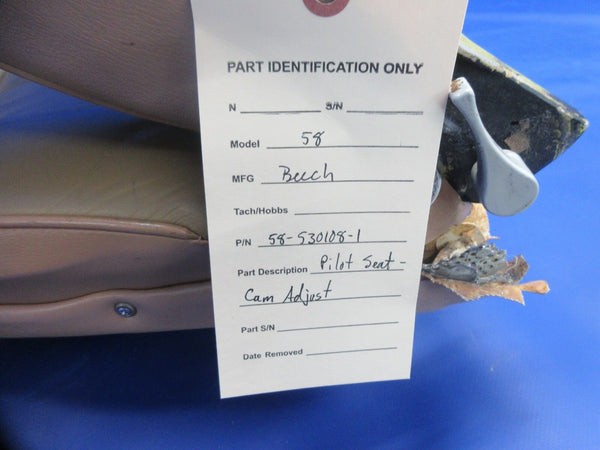 PART IDENTIFICATION ONLY
N S/N
Model 58
MFG Beech
Tach/Hobbs
P/N 58-530108-1
Part Description Pilot Seat -
Cam Adjust
Part S/N
Date Removed